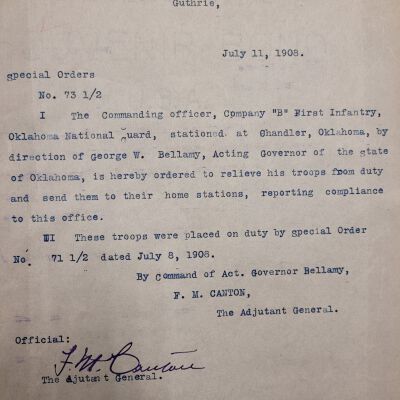 Guthrie,
July 11, 1908.
Special Orders
No. 73 1/2
I The Commanding officer, Company "B" First Infantry,
Oklahoma National Guard, stationed at Chandler, Oklahoma, by
direction of George W. Bellamy, Acting Governor of the state
of Oklahoma, is hereby ordered to relieve his troops from duty
and send them to their home stations, reporting compliance
to this office.
II These troops were placed on duty by Special Order
No. 71 1/2 dated July 8, 1908.
By Command of Act. Governor Bellamy,
F. M. CANTON,
The Adjutant General.
Official:
F. M. Canton
The Adjutant General.